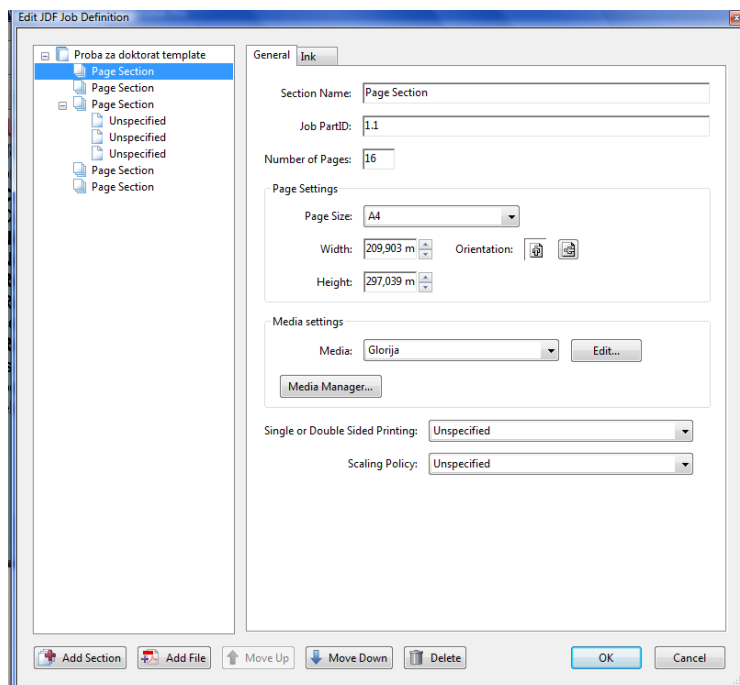 Edit JDF Job Definition
Proba za doktorat template
Page Section
Page Section
Page Section
Unspecified
Unspecified
Unspecified
Page Section
Page Section
General
Ink
Section Name: Page Section
Job PartID: 1.1
Number of Pages: 16
Page Settings
Page Size: A4
Width: 209,903 m
Orientation:
Height: 297,039 m
Media settings
Media: Glorija
Edit...
Media Manager...
Single or Double Sided Printing: Unspecified
Scaling Policy: Unspecified
Add Section
Add File
Move Up
Move Down
Delete
OK
Cancel